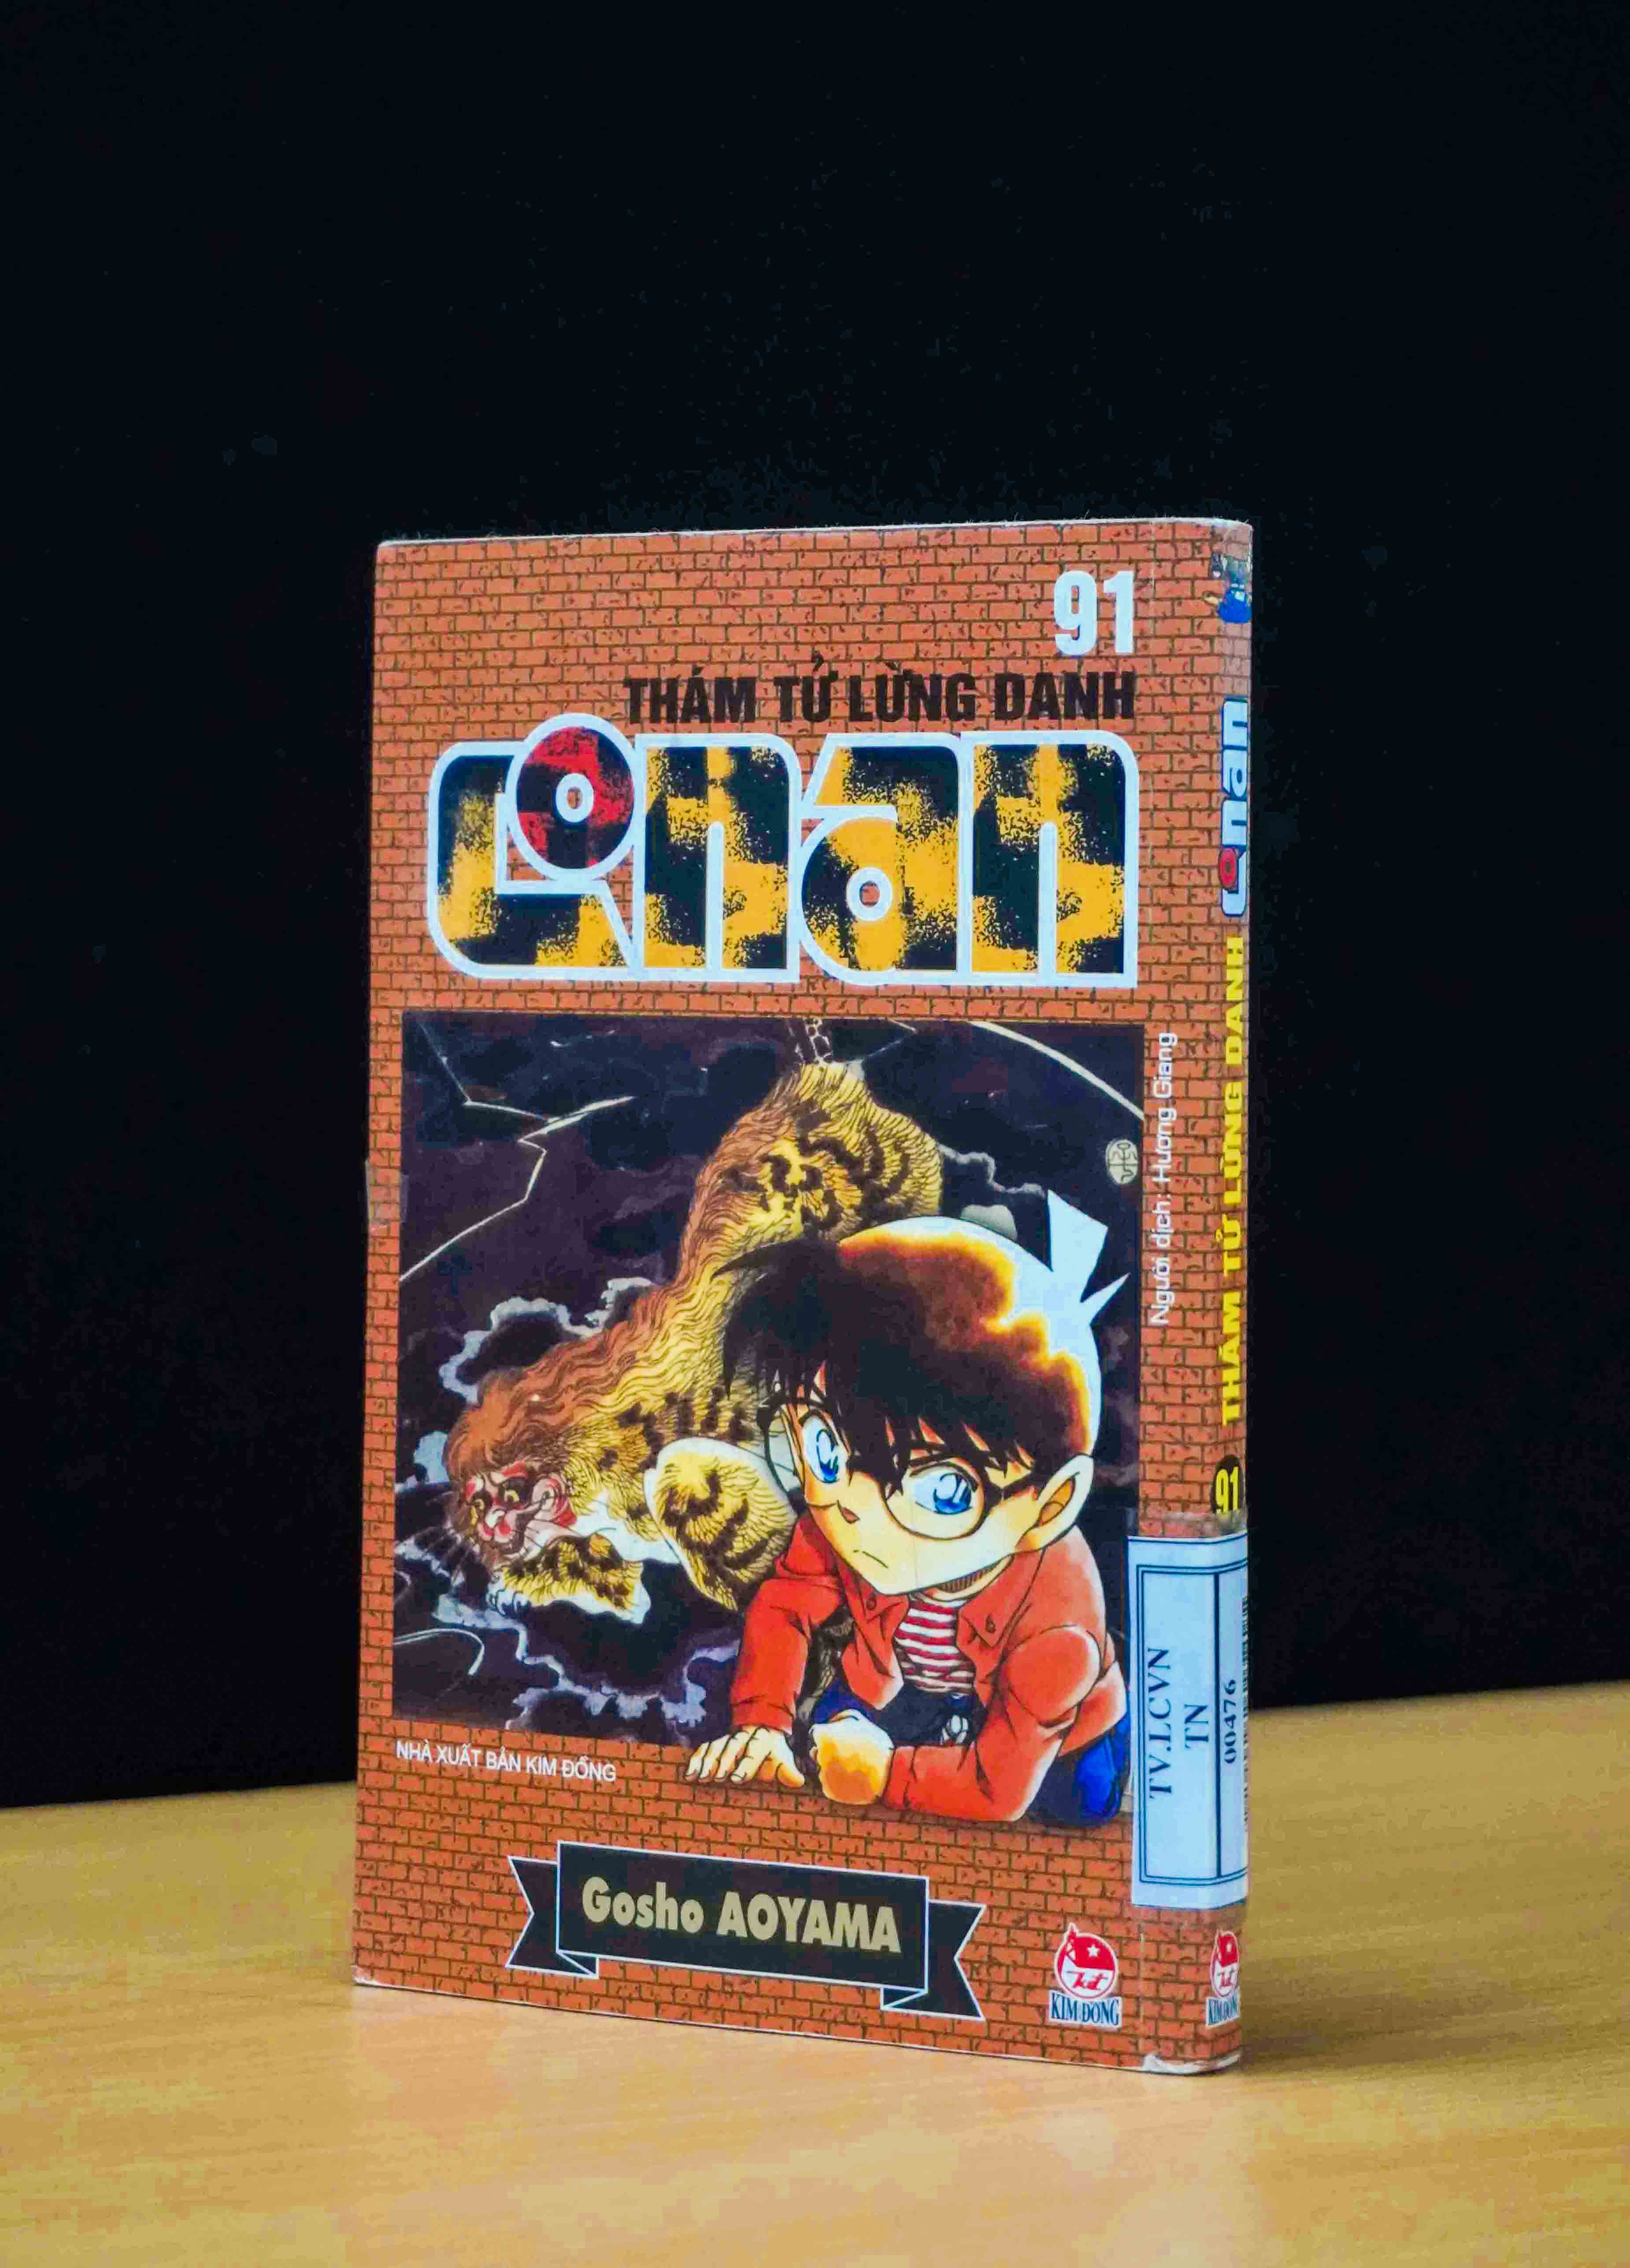 91
THÁM TỬ LỪNG DANH
Conan
Người dịch: Hương Giang
NHÀ XUẤT BẢN KIM ĐỒNG
Gosho AOYAMA
KIM ĐỒNG
Conan
THÁM TỬ LỪNG DANH
91
TV.LCVN
TN
00476
KIM ĐỒNG